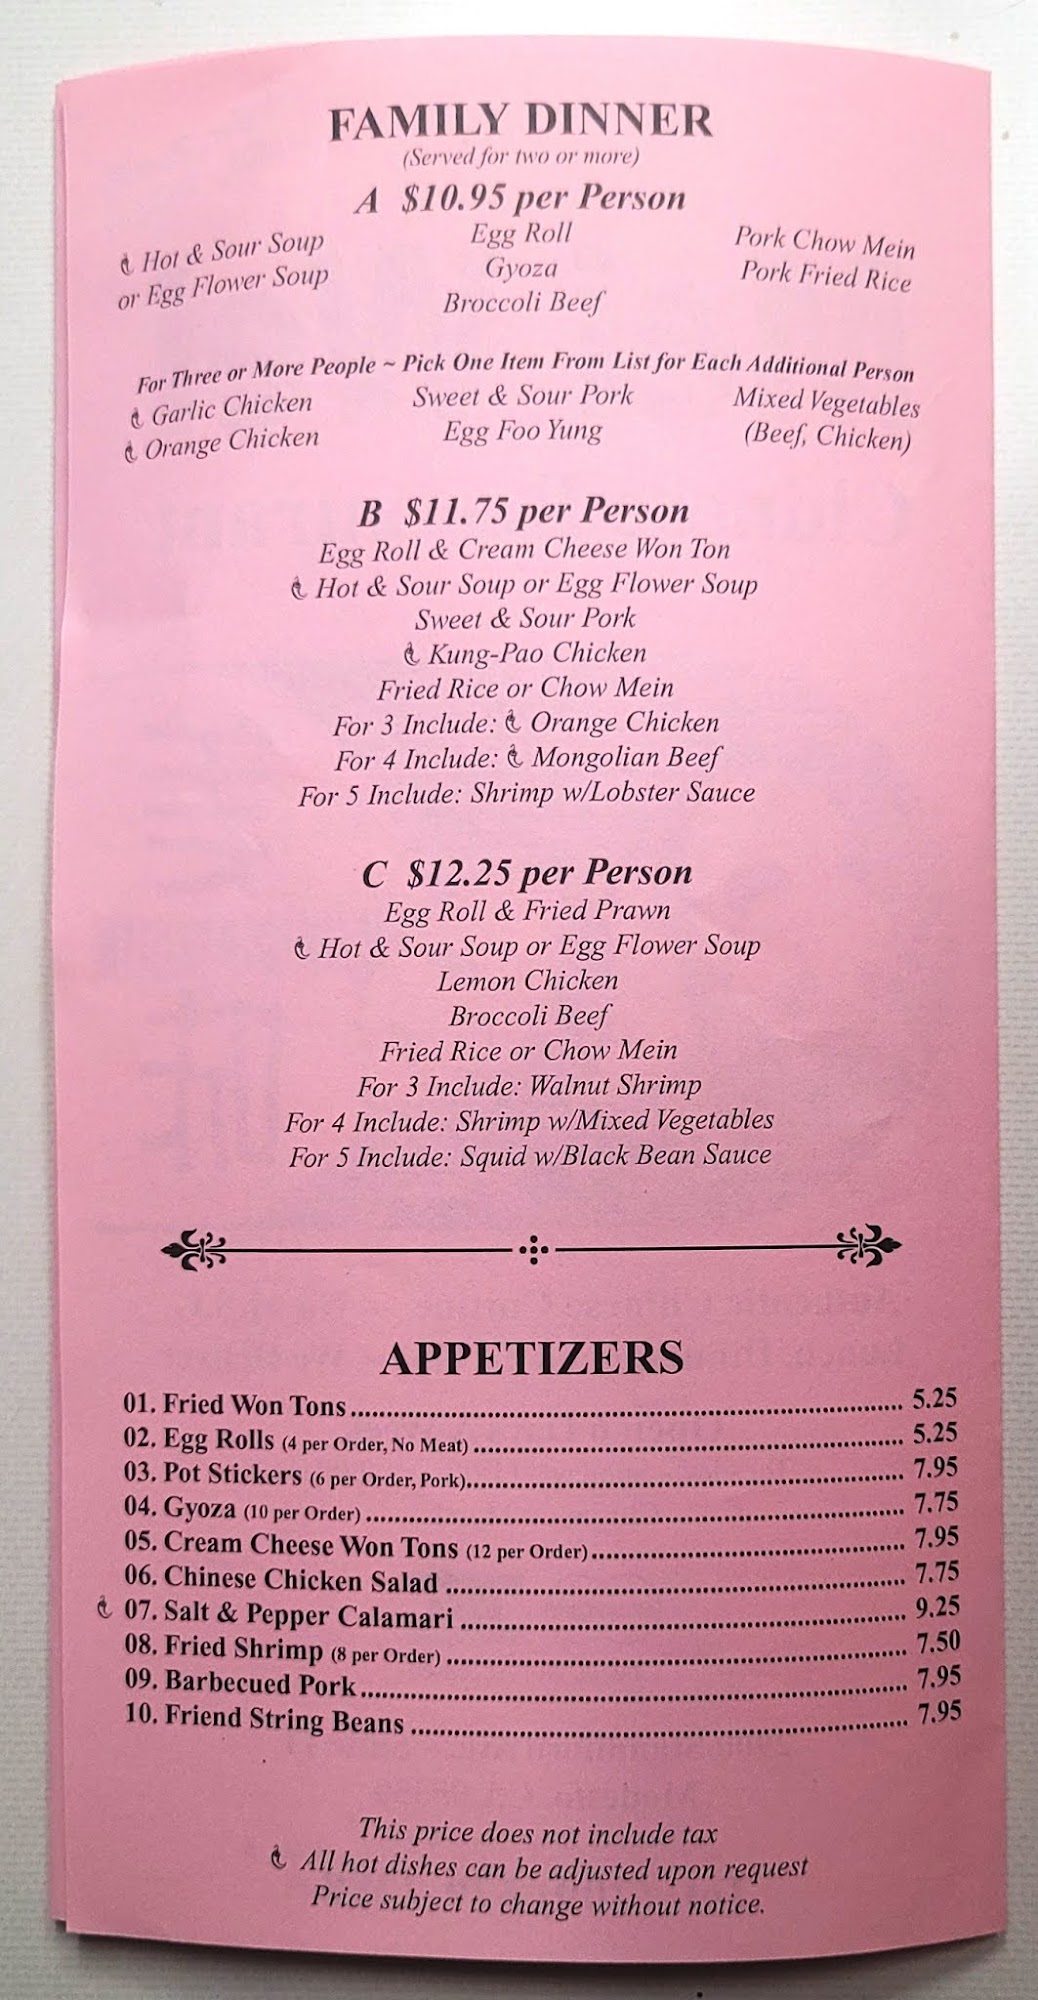 FAMILY DINNER
(Served for two or more)
A $10.95 per Person
Hot & Sour Soup
or Egg Flower Soup
Egg Roll
Gyoza
Broccoli Beef
Pork Chow Mein
Pork Fried Rice
For Three or More People ~ Pick One Item From List for Each Additional Person
Garlic Chicken
Orange Chicken
Sweet & Sour Pork
Egg Foo Yung
Mixed Vegetables
(Beef, Chicken)
B $11.75 per Person
Egg Roll & Cream Cheese Won Ton
Hot & Sour Soup or Egg Flower Soup
Sweet & Sour Pork
Kung-Pao Chicken
Fried Rice or Chow Mein
For 3 Include: Orange Chicken
For 4 Include: Mongolian Beef
For 5 Include: Shrimp w/Lobster Sauce
C $12.25 per Person
Egg Roll & Fried Prawn
Hot & Sour Soup or Egg Flower Soup
Lemon Chicken
Broccoli Beef
Fried Rice or Chow Mein
For 3 Include: Walnut Shrimp
For 4 Include: Shrimp w/Mixed Vegetables
For 5 Include: Squid w/Black Bean Sauce
APPETIZERS
01. Fried Won Tons 5.25
02. Egg Rolls (4 per Order, No Meat) 5.25
03. Pot Stickers (6 per Order, Pork) 7.95
04. Gyoza (10 per Order) 7.75
05. Cream Cheese Won Tons (12 per Order) 7.95
06. Chinese Chicken Salad 7.75
07. Salt & Pepper Calamari 9.25
08. Fried Shrimp (8 per Order) 7.50
09. Barbecued Pork 7.95
10. Friend String Beans 7.95
This price does not include tax
All hot dishes can be adjusted upon request
Price subject to change without notice.